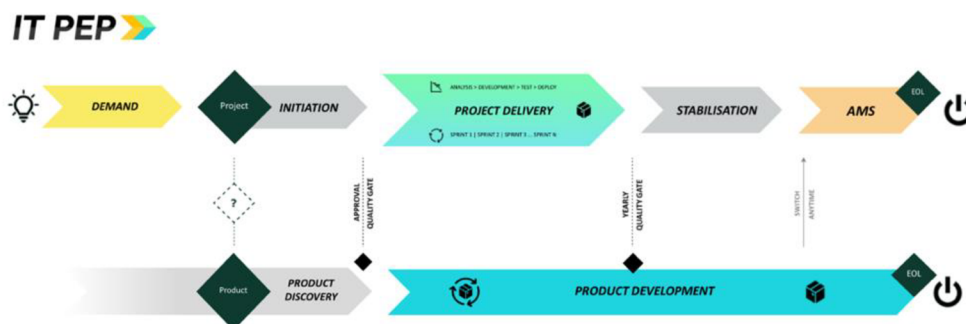 IT PEP
DEMAND
Project
INITIATION
ANALYSIS > DEVELOPMENT > TEST > DEPLOY
PROJECT DELIVERY
SPRINT 1 | SPRINT 2 | SPRINT 3 ... SPRINT N
STABILISATION
AMS
EOL
?
APPROVAL
QUALITY GATE
YEARLY
QUALITY GATE
SWITCH
ANYTIME
Product
PRODUCT
DISCOVERY
PRODUCT DEVELOPMENT
EOL